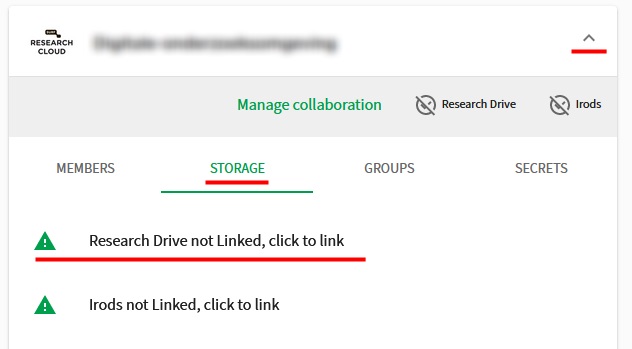 SURF
RESEARCH
CLOUD
Manage collaboration
Research Drive
Irods
MEMBERS
STORAGE
GROUPS
SECRETS
Research Drive not Linked, click to link
Irods not Linked, click to link